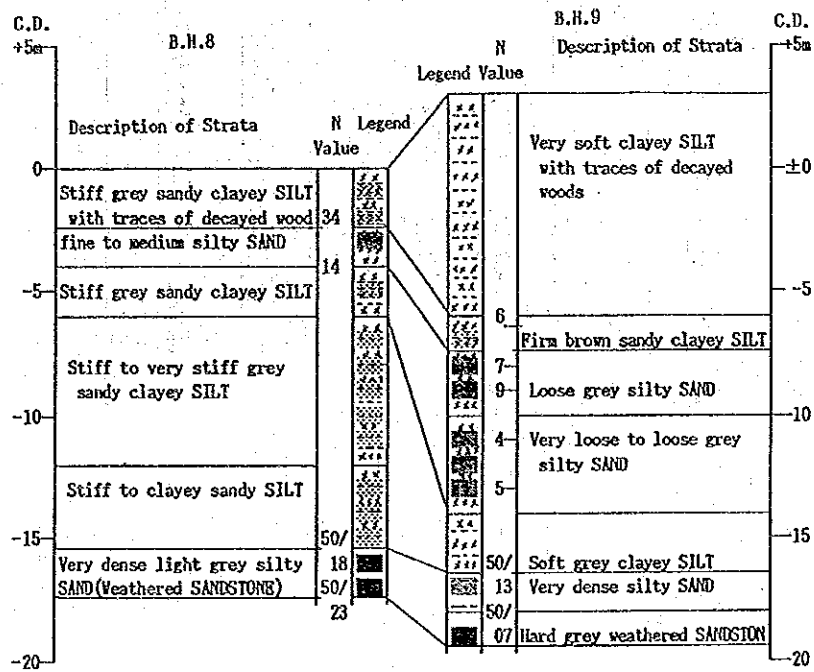 C.D.
+5m
B.H.8
Description of Strata
N
Value
Legend
0
Stiff grey sandy clayey SILT
with traces of decayed wood
34
fine to medium silty SAND
14
Stiff grey sandy clayey SILT
-5
Stiff to very stiff grey
sandy clayey SILT
-10
Stiff to clayey sandy SILT
-15
50/
18
Very dense light grey silty
SAND(Weathered SANDSTONE)
50/
23
-20
B.H.9
N
Legend Value
Description of Strata
C.D.
+5m
Very soft clayey SILT
with traces of decayed
woods
±0
-5
6
Firm brown sandy clayey SILT
7
9
Loose grey silty SAND
-10
4
Very loose to loose grey
silty SAND
5
-15
50/
Soft grey clayey SILT
13
Very dense silty SAND
50/
07
Hard grey weathered SANDSTON
-20